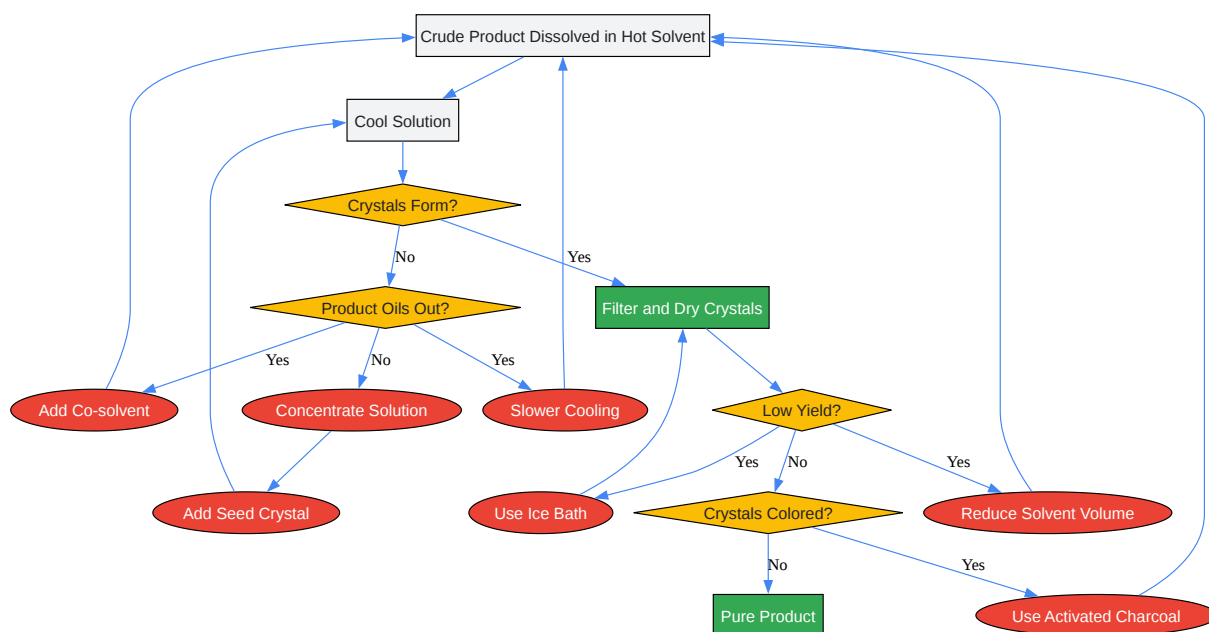 Crude Product Dissolved in Hot Solvent
Cool Solution
Crystals Form?
No
Yes
Product Oils Out?
Filter and Dry Crystals
Yes
No
Yes
Add Co-solvent
Concentrate Solution
Slower Cooling
Low Yield?
Yes
No
Yes
Add Seed Crystal
Use Ice Bath
Crystals Colored?
Reduce Solvent Volume
No
Yes
Pure Product
Use Activated Charcoal